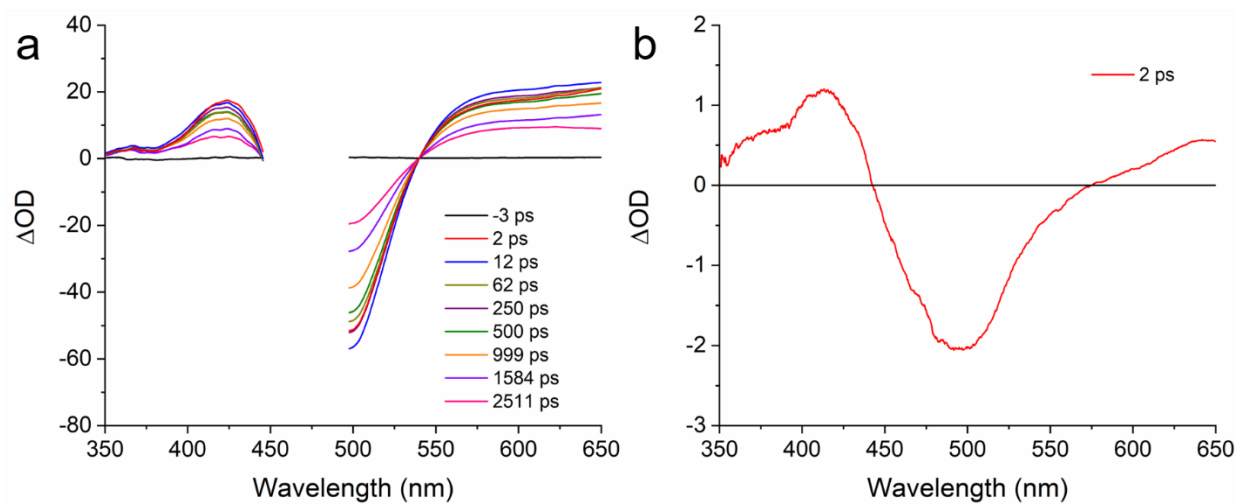 a
ΔOD
40
20
0
-20
-40
-60
-80
-3 ps
2 ps
12 ps
62 ps
250 ps
500 ps
999 ps
1584 ps
2511 ps
350 400 450 500 550 600 650
Wavelength (nm)
b
ΔOD
2
1
0
-1
-2
-3
2 ps
350 400 450 500 550 600 650
Wavelength (nm)